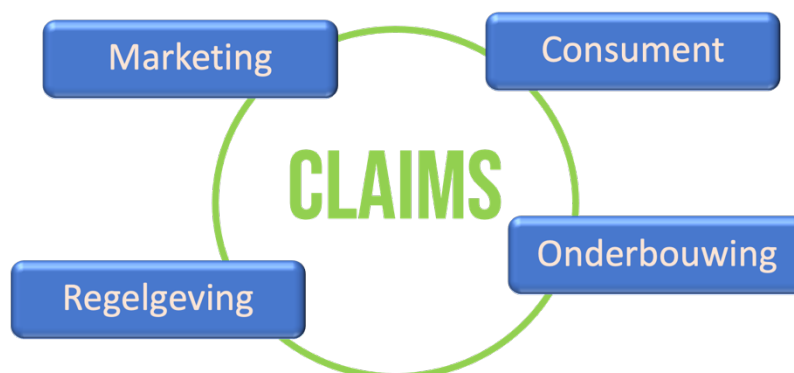 Marketing
Consument
CLAIMS
Onderbouwing
Regelgeving